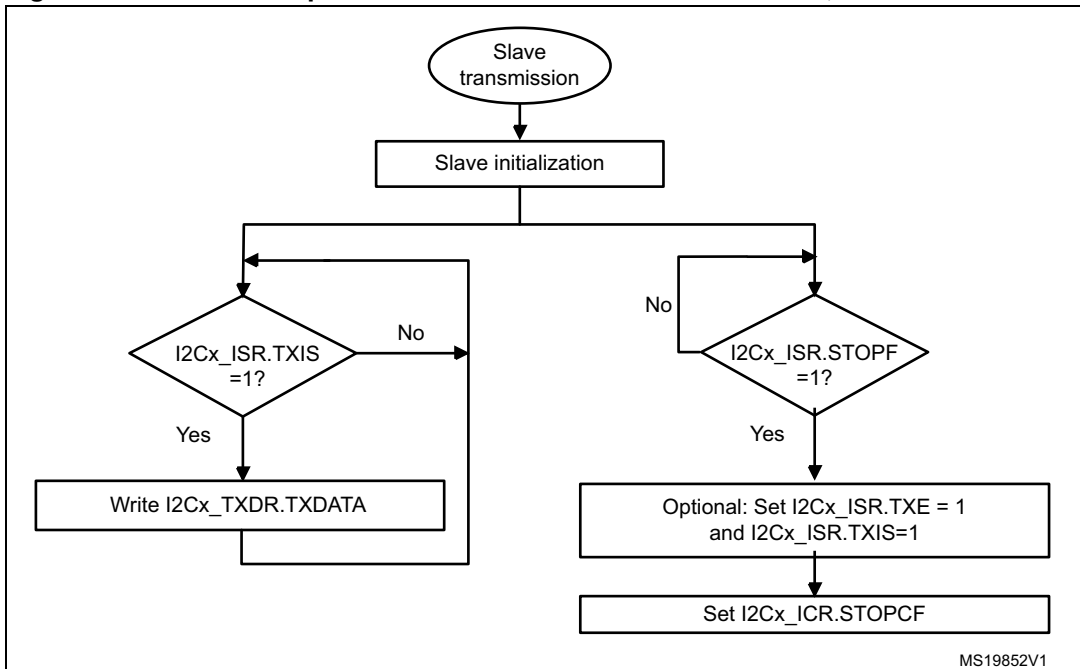 Slave
transmission
Slave initialization
No
I2Cx_ISR.TXIS
=1?
Yes
Write I2Cx_TXDR.TXDATA
No
I2Cx_ISR.STOPF
=1?
Yes
Optional: Set I2Cx_ISR.TXE = 1
and I2Cx_ISR.TXIS=1
Set I2Cx_ICR.STOPCF
MS19852V1